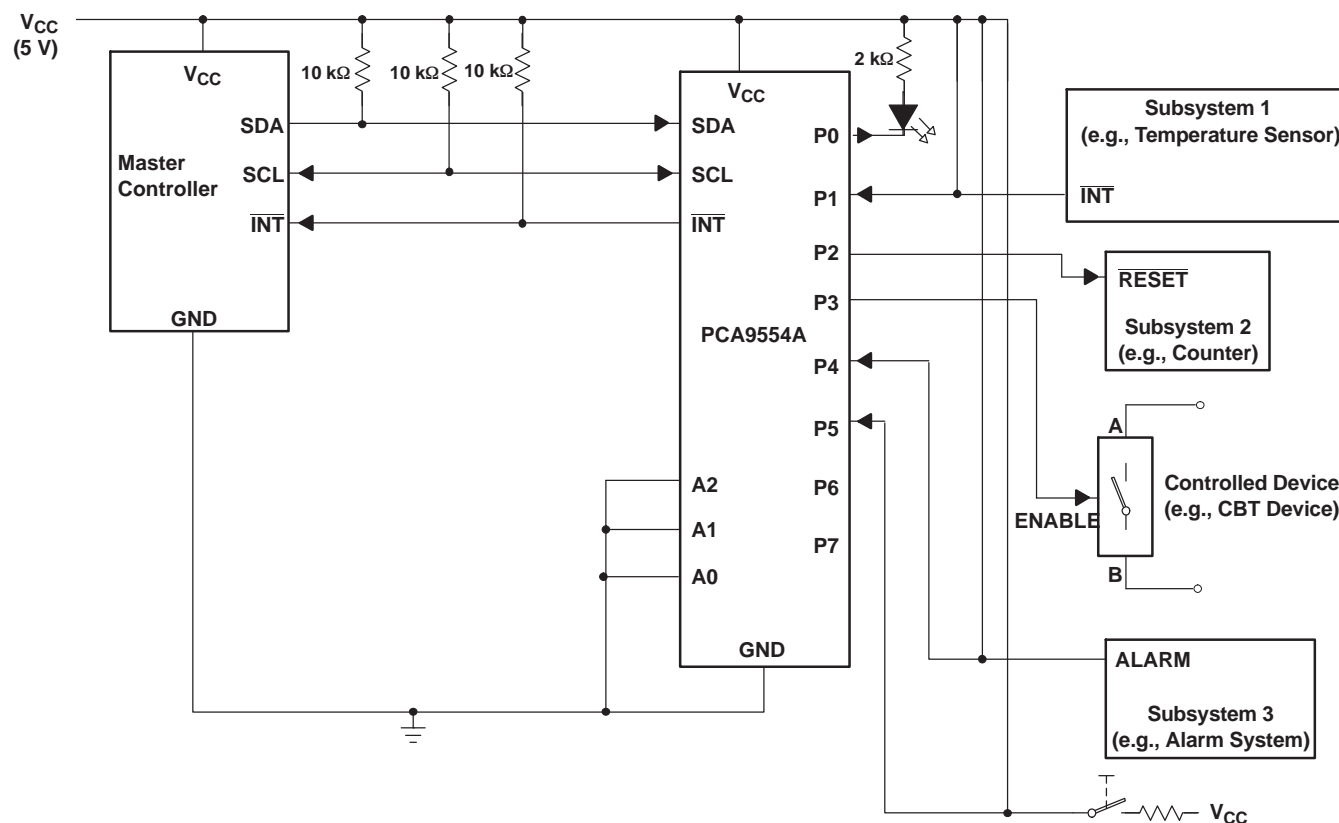 VCC
(5 V)
VCC
10 kΩ
10 kΩ
10 kΩ
2 kΩ
Master
Controller
SDA
SCL
INT
GND
VCC
SDA
SCL
INT
PCA9554A
A2
A1
A0
GND
P0
P1
P2
P3
P4
P5
P6
P7
Subsystem 1
(e.g., Temperature Sensor)
INT
RESET
Subsystem 2
(e.g., Counter)
A
ENABLE
B
Controlled Device
(e.g., CBT Device)
ALARM
Subsystem 3
(e.g., Alarm System)
VCC